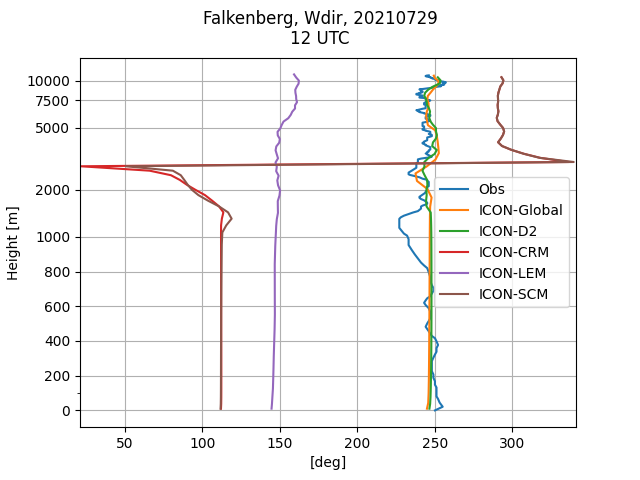 Falkenberg, Wdir, 20210729
12 UTC
10000
7500
5000
2000
1000
800
600
400
200
0
Height [m]
50
100
150
200
250
300
[deg]
Obs
ICON-Global
ICON-D2
ICON-CRM
ICON-LEM
ICON-SCM